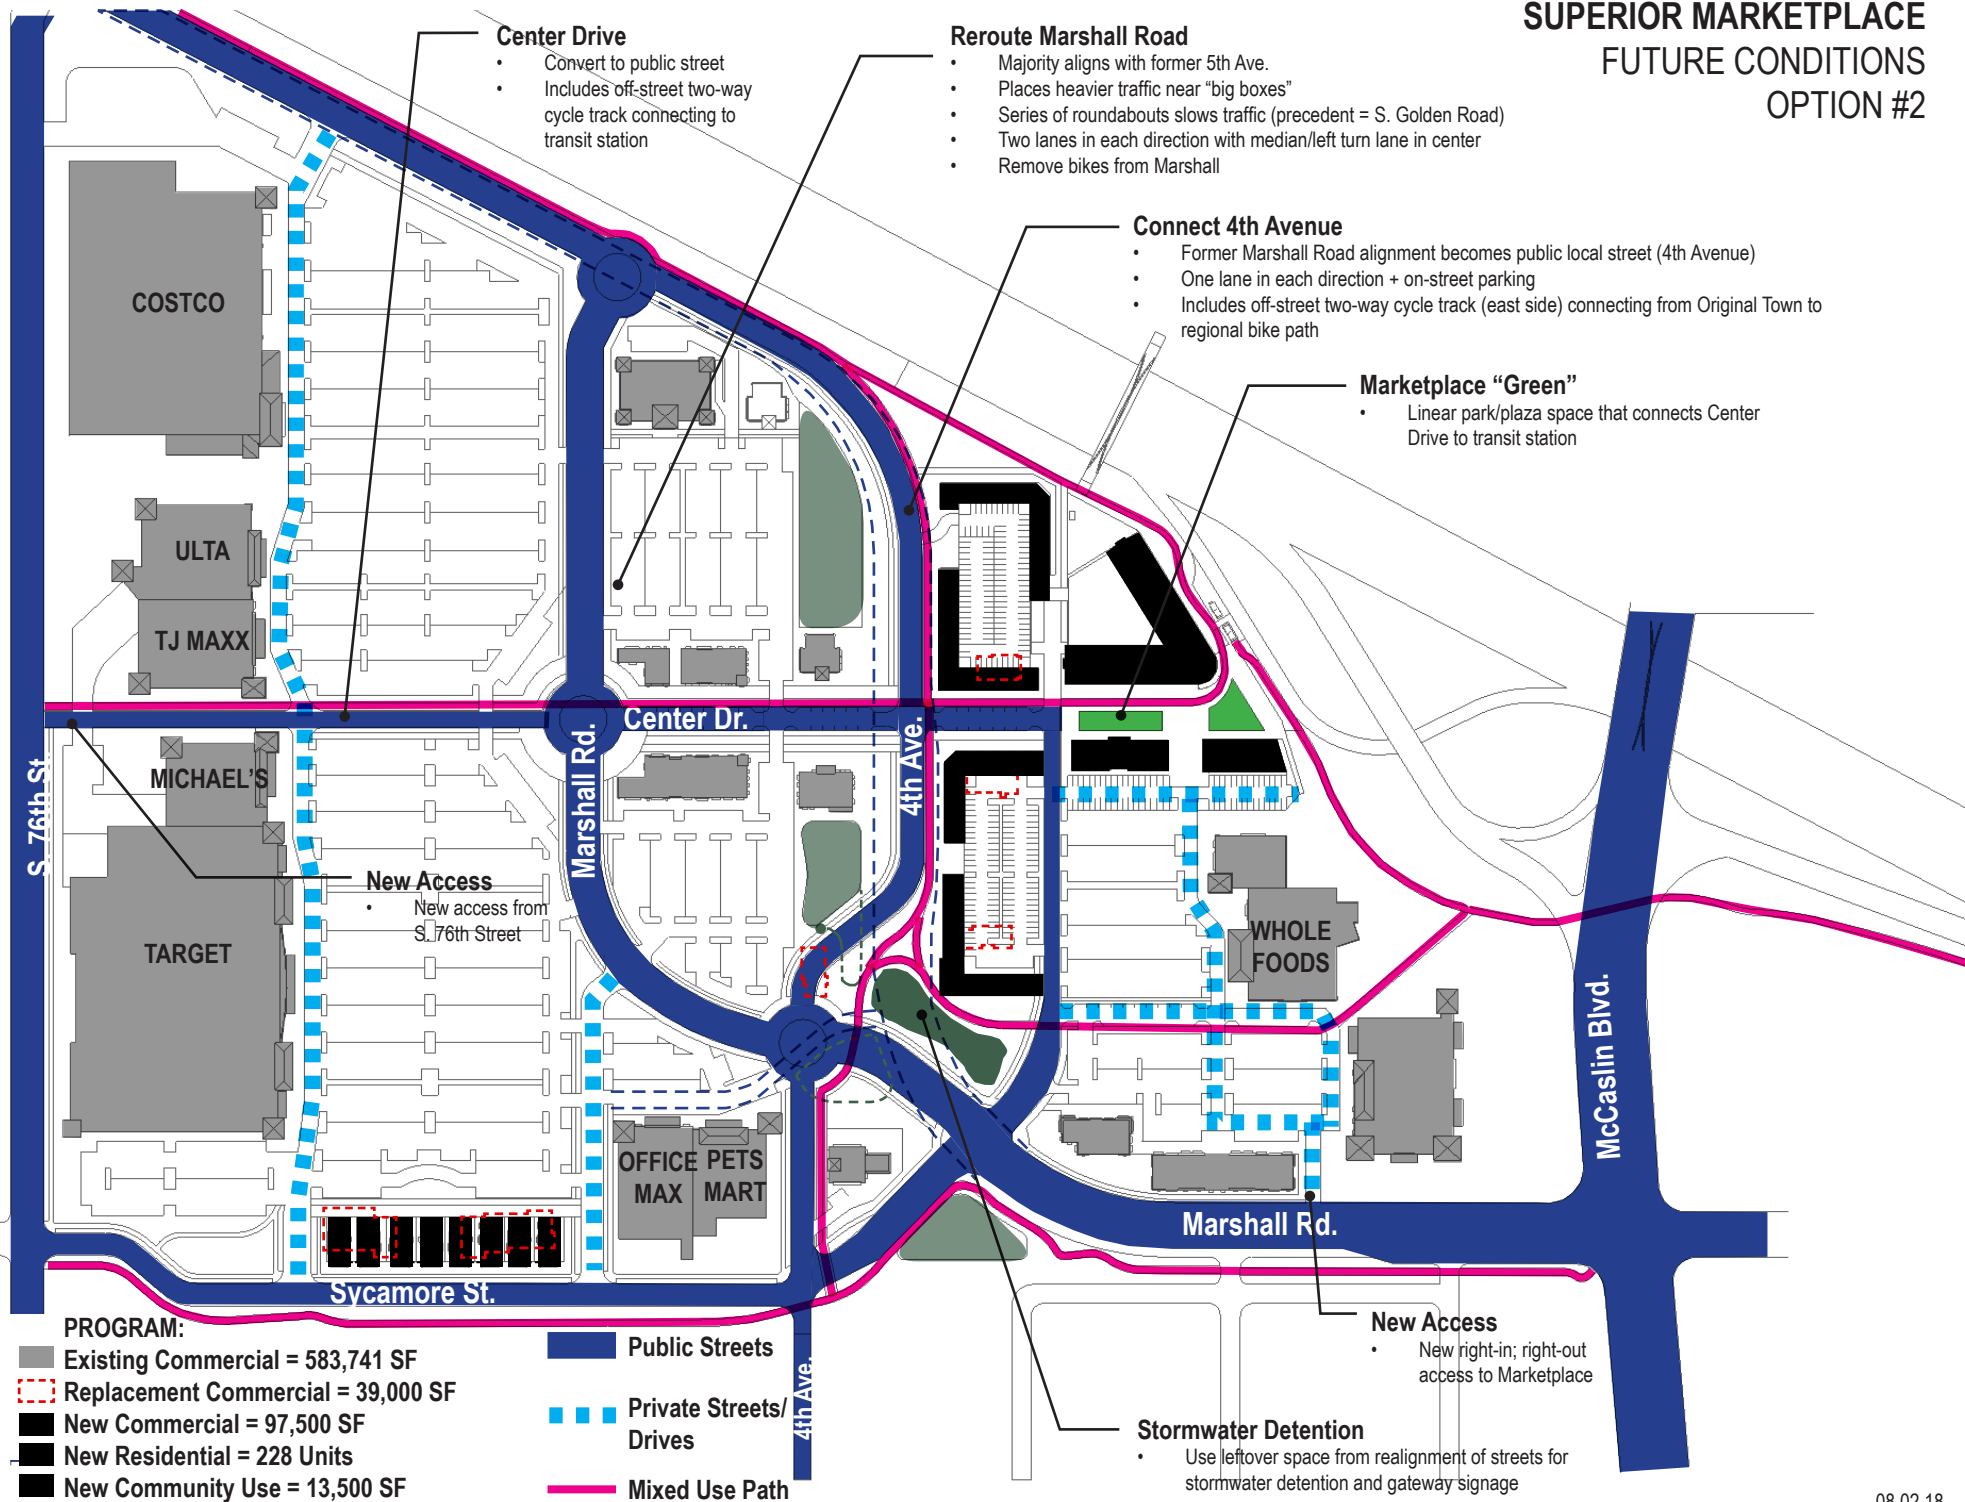 SUPERIOR MARKETPLACE
FUTURE CONDITIONS
OPTION #2
Center Drive
• Convert to public street
• Includes off-street two-way
cycle track connecting to
transit station
Reroute Marshall Road
• Majority aligns with former 5th Ave.
• Places heavier traffic near “big boxes”
• Series of roundabouts slows traffic (precedent = S. Golden Road)
• Two lanes in each direction with median/left turn lane in center
• Remove bikes from Marshall
Connect 4th Avenue
• Former Marshall Road alignment becomes public local street (4th Avenue)
• One lane in each direction + on-street parking
• Includes off-street two-way cycle track (east side) connecting from Original Town to
regional bike path
Marketplace “Green”
• Linear park/plaza space that connects Center
Drive to transit station
COSTCO
ULTA
TJ MAXX
Center Dr.
MICHAEL'S
S. 76th St.
Marshall Rd.
4th Ave.
New Access
• New access from
S. 76th Street
TARGET
WHOLE
FOODS
McCaslin Blvd.
OFFICE
MAX
PETS
MART
Marshall Rd.
Sycamore St.
4th Ave.
New Access
• New right-in; right-out
access to Marketplace
Stormwater Detention
• Use leftover space from realignment of streets for
stormwater detention and gateway signage
PROGRAM:
Existing Commercial = 583,741 SF
Replacement Commercial = 39,000 SF
New Commercial = 97,500 SF
New Residential = 228 Units
New Community Use = 13,500 SF
Public Streets
Private Streets/
Drives
Mixed Use Path
08.02.18